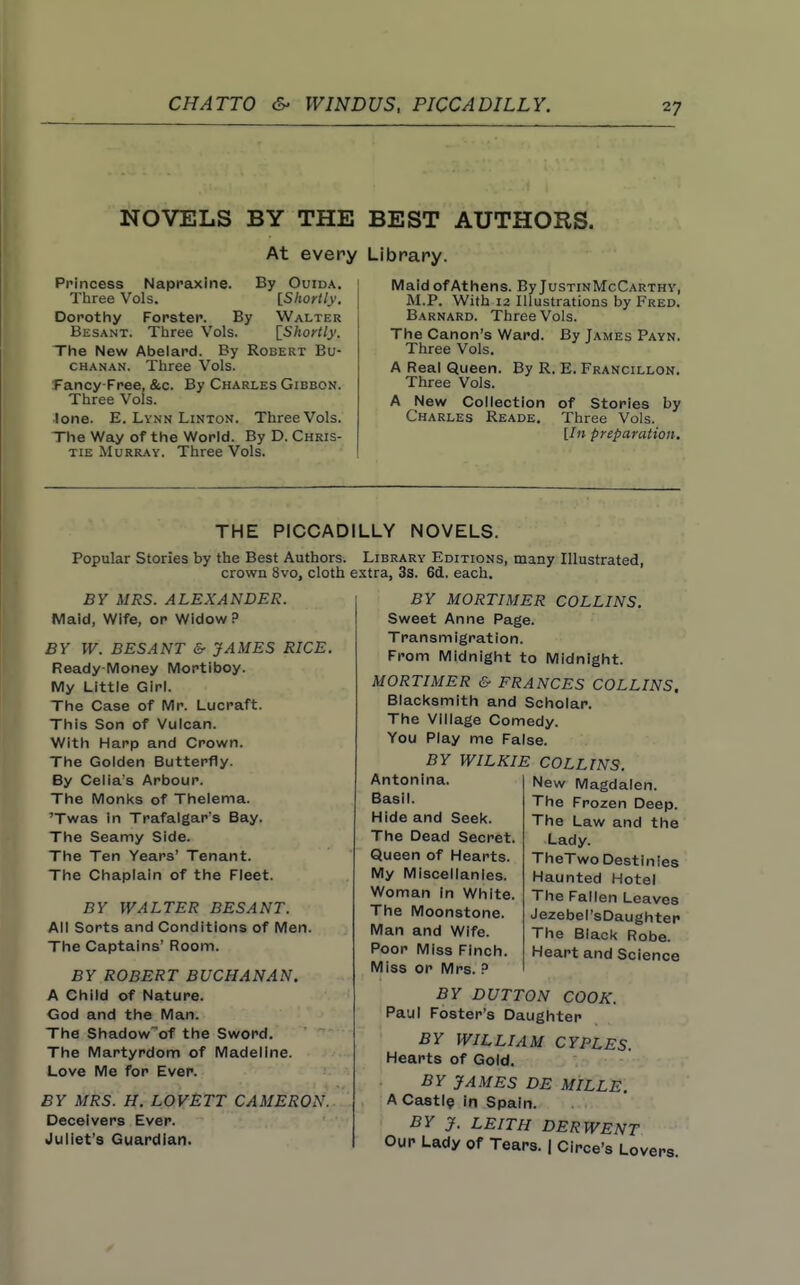 CHATTO & WINDUS, PICCADILLY. 27
NOVELS BY THE BEST AUTHORS.
At every Library.
Princess Napraxine. By OUIDA.
Three Vols. [Shortly.
Dorothy Forster. By WALTER
BESANT. Three Vols. [Shortly.
The New Abelard. By ROBERT BU-
CHANAN. Three Vols.
Fancy-Free, &c. By CHARLES GIBBON.
Three Vols.
Ione. E. LYNN LINTON. Three Vols.
The Way of the World. By D. CHRIS-
TIE MURRAY. Three Vols.
Maid of Athens. By JUSTIN MCCARTHY,
M.P. With 12 Illustrations by FRED.
BARNARD. Three Vols.
The Canon's Ward. By JAMES PAYN.
Three Vols.
A Real Queen. By R. E. FRANCILLON.
Three Vols.
A New Collection of Stories by
CHARLES READE. Three Vols.
[In preparation.
THE PICCADILLY NOVELS.
Popular Stories by the Best Authors. LIBRARY EDITIONS, many Illustrated,
crown 8vo, cloth extra, 3s. 6d. each.
BY MRS. ALEXANDER.
Maid, Wife, or Widow?
BY W. BESANT & JAMES RICE.
Ready-Money Mortiboy.
My Little Girl.
The Case of Mr. Lucraft.
This Son of Vulcan.
With Harp and Crown.
The Golden Butterfly.
By Celia's Arbour.
The Monks of Thelema.
'Twas in Trafalgar's Bay.
The Seamy Side.
The Ten Years' Tenant.
The Chaplain of the Fleet.
BY WALTER BESANT.
All Sorts and Conditions of Men.
The Captains' Room.
BY ROBERT BUCHANAN.
A Child of Nature.
God and the Man.
The Shadow of the Sword.
The Martyrdom of Madeline.
Love Me for Ever.
BY MRS. H. LOVETT CAMERON.
Deceivers Ever.
Juliet's Guardian.
BY MORTIMER COLLINS.
Sweet Anne Page.
Transmigration.
From Midnight to Midnight.
MORTIMER & FRANCES COLLINS.
Blacksmith and Scholar.
The Village Comedy.
You Play me False.
BY WILKIE COLLINS.
Antonina.
Basil.
Hide and Seek.
The Dead Secret.
Queen of Hearts.
My Miscellanies.
Woman in White.
The Moonstone.
Man and Wife.
Poor Miss Finch.
Miss or Mrs. ?
New Magdalen.
The Frozen Deep.
The Law and the
Lady.
TheTwo Destinies
Haunted Hotel
The Fallen Leaves
Jezebel'sDaughter
The Black Robe.
Heart and Science
BY DUTTON COOK.
Paul Foster's Daughter
BY WILLIAM CYPLES.
Hearts of Gold.
BY JAMES DE MILLE.
A Castle in Spain.
BY J. LEITH DERWENT
Our Lady of Tears. | Circe's Lovers.